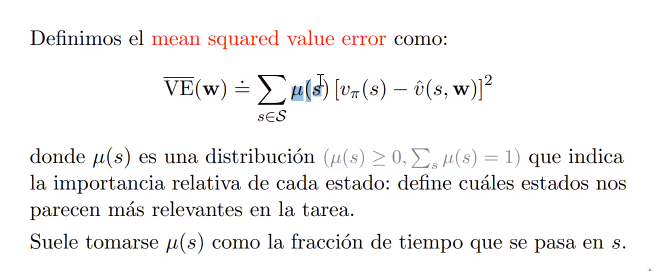 Definimos el mean squared value error como:
$\overline{\mathrm{VE}}(\mathbf{w}) \doteq \sum_{s \in \mathcal{S}} \mu(s) \left[ v_\pi(s) - \hat{v}(s, \mathbf{w}) \right]^2$
donde $\mu(s)$ es una distribución $(\mu(s) \geq 0, \sum_s \mu(s) = 1)$ que indica
la importancia relativa de cada estado: define cuáles estados nos
parecen más relevantes en la tarea.
Suele tomarse $\mu(s)$ como la fracción de tiempo que se pasa en $s$.